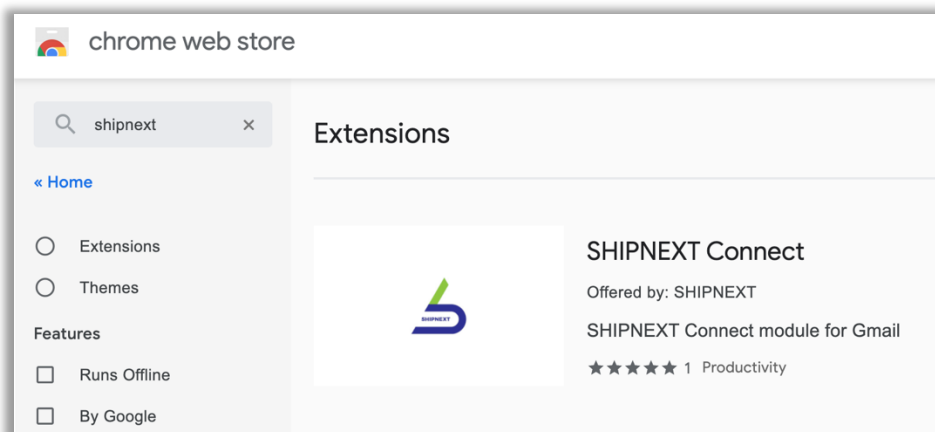 chrome web store
shipnext
« Home
Extensions
Themes
Features
Runs Offline
By Google
Extensions
SHIPNEXT
SHIPNEXT Connect
Offered by: SHIPNEXT
SHIPNEXT Connect module for Gmail
1 Productivity